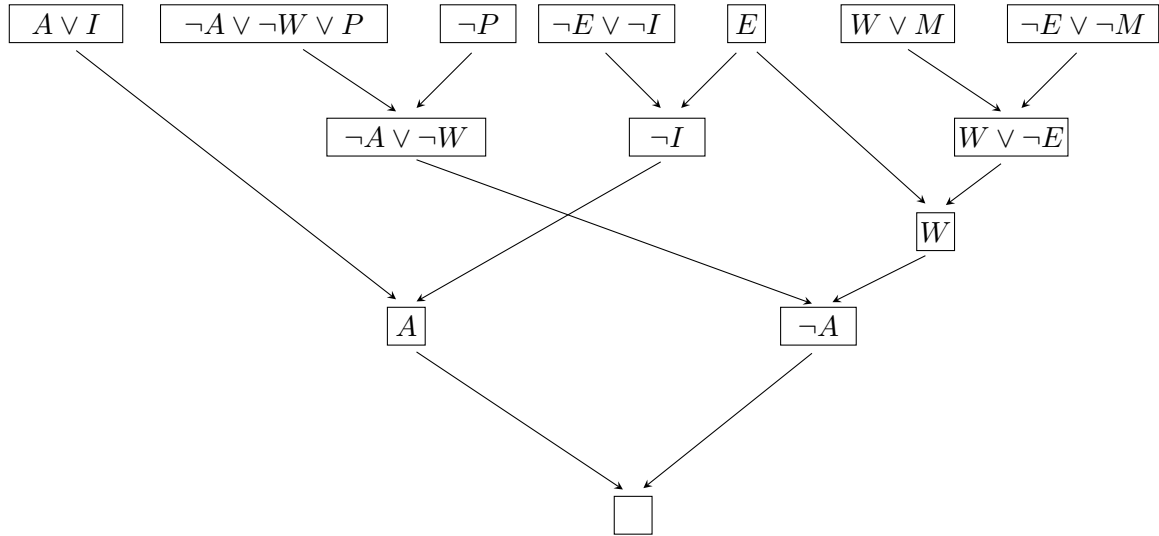 A ∨ I ¬A ∨ ¬W ∨ P ¬P ¬E ∨ ¬I E W ∨ M ¬E ∨ ¬M
¬A ∨ ¬W ¬I W ∨ ¬E
W
A ¬A